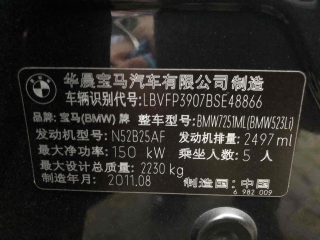 华晨宝马汽车有限公司制造
车辆识别代号: LBVFP3907BSE48866
品牌: 宝马(BMW)牌 整车型号: BMW7251ML(BMW523Li)
发动机型号: N52B25AF 发动机排量: 2497 ml
最大净功率: 150 kW 乘坐人数: 5 人
最大设计总质量: 2230 kg
制造年月: 2011.08 制造国: 中国
6 982 009